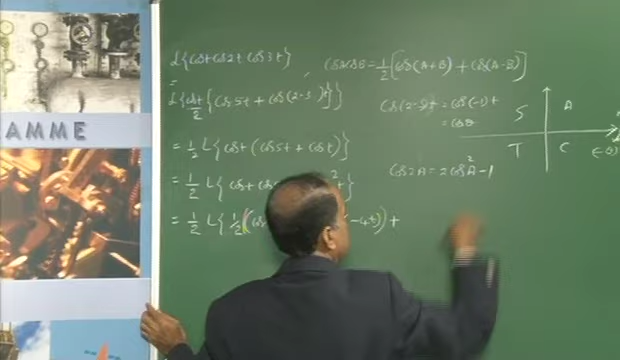 L{cost cos2t cos3t}
, cosA cosB = 1/2 [cos(A+B) + cos(A-B)]
=
L{cost/2 {cos5t + cos(2-3)t}}
cos(2-3)t = cos(-1)t
= cosθ
S A
T C
(-θ)
AMME
= 1/2 L{cost (cos5t + cost)}
= 1/2 L{cost cos 2t}
cos2A = 2cos²A - 1
= 1/2 L{1/2 (cos -4t) +